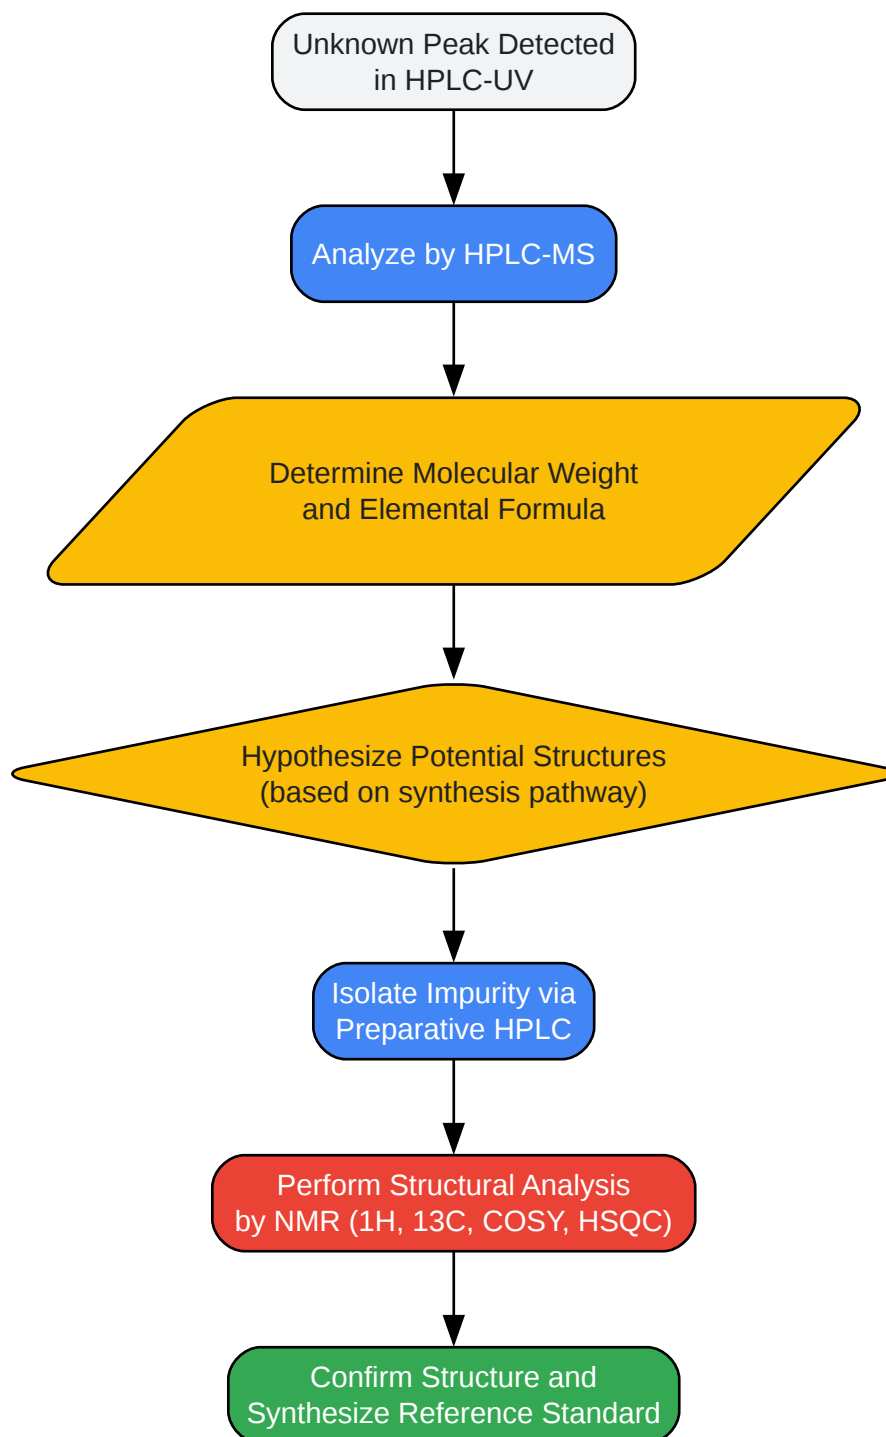 Unknown Peak Detected
in HPLC-UV
Analyze by HPLC-MS
Determine Molecular Weight
and Elemental Formula
Hypothesize Potential Structures
(based on synthesis pathway)
Isolate Impurity via
Preparative HPLC
Perform Structural Analysis
by NMR (1H, 13C, COSY, HSQC)
Confirm Structure and
Synthesize Reference Standard